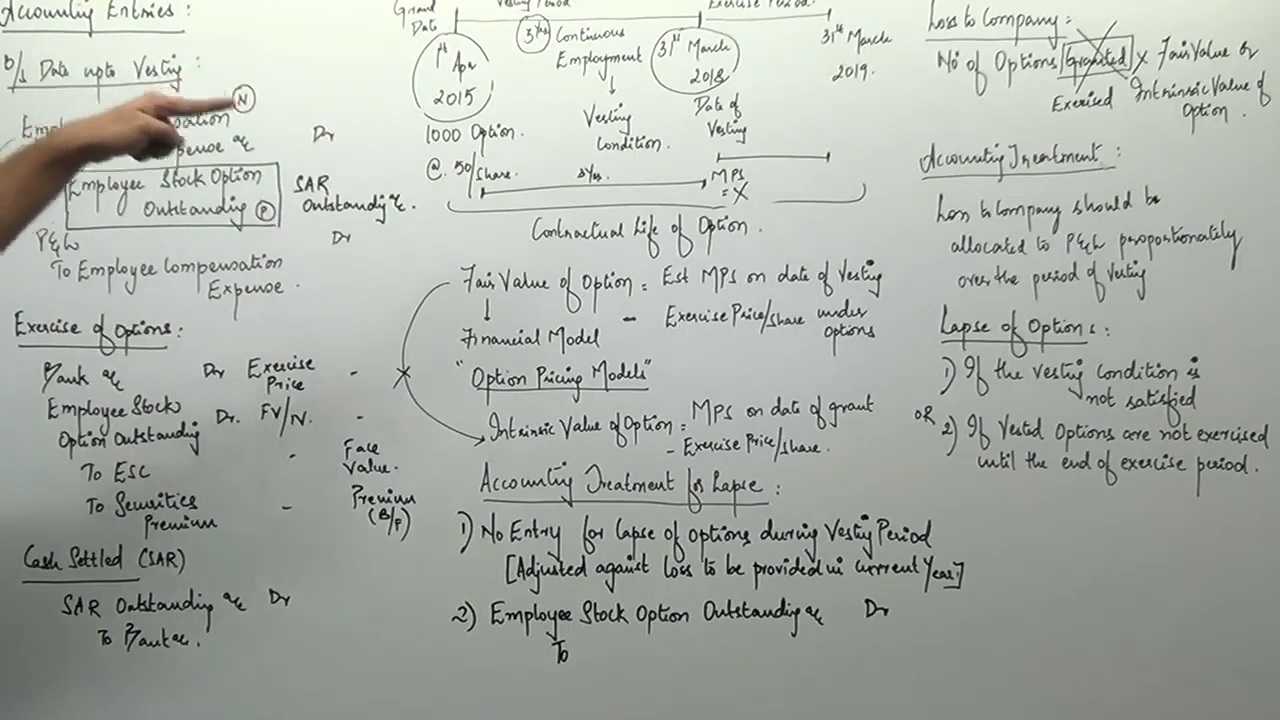 Accounting Entries:
B/s Date upto Vesting:
N
Dr
Employee Stock Option
Outstanding P
SAR
Outstandig a/c.
P&L
Dr
To Employee Compensation
Expense.
Exercise of Options:
Bank a/c Dr Exercise
Price -
Employee Stock
Option Outstanding Dr. FV/IV. -
To ESC - Face
Value.
To Securities
Premium - Premium
(B/f)
Cash Settled (SAR)
SAR Outstanding a/c Dr
To Bank a/c.
Grand
Date
Vesting Period
Exercise Period.
1st Apr
2015
3 yrs Continuous
Employment
31st March
2018
31st March
2019.
1000 Option.
@ 50/
Share.
Vesting
Condition.
Date of
Vesting
3 yrs.
MPS
= X
Contractual Life of Option.
Fair Value of Option = Est MPS on date of Vesting
- Exercise Price/share under
options
Financial Model
"Option Pricing Models"
Intrinsic Value of Option = MPS on date of grant
- Exercise Price/share.
Accounting Treatment for Lapse:
1) No Entry for lapse of options during Vesting Period
[Adjusted against loss to be provided in current Year]
2) Employee Stock Option Outstanding a/c Dr
To
Loss to Company:
No of Options Granted x Fair Value or
Exerised Intrinsic Value of
Option.
Accounting Treatment:
Loss to Company should be
allocated to P&L proportionately
over the period of vesting
Lapse of Options:
1) If the vesting condition is
not satisfied
OR
2) If Vested Options are not exercised
until the end of exercise period.